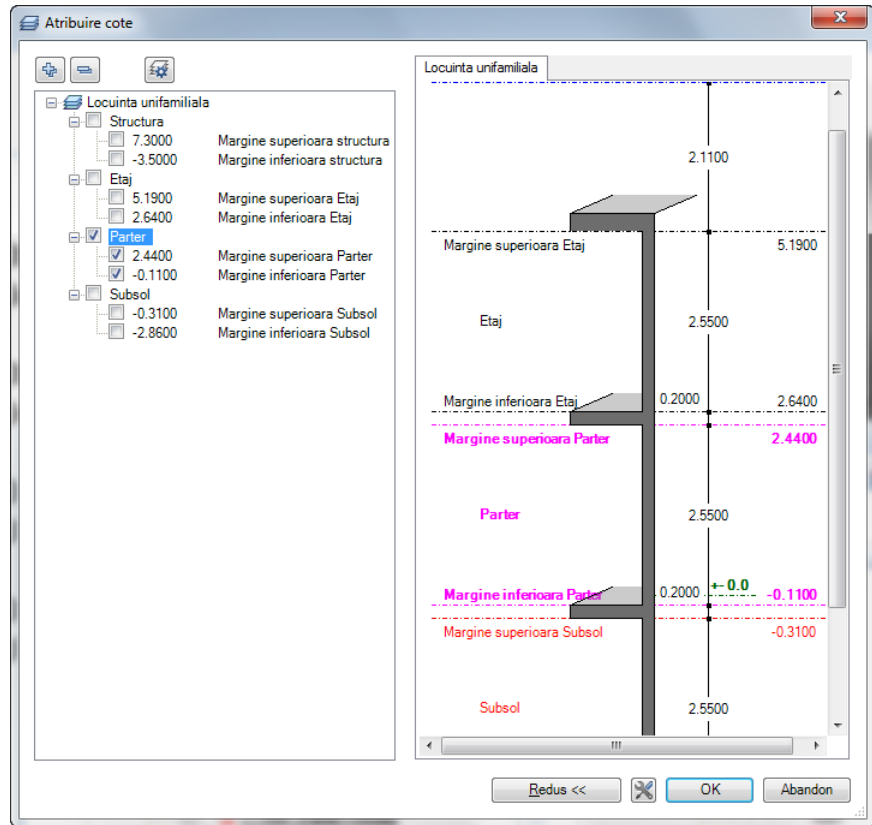 Atribuire cote
Locuinta unifamiliala
Structura
7.3000 Margine superioara structura
-3.5000 Margine inferioara structura
Etaj
5.1900 Margine superioara Etaj
2.6400 Margine inferioara Etaj
Parter
2.4400 Margine superioara Parter
-0.1100 Margine inferioara Parter
Subsol
-0.3100 Margine superioara Subsol
-2.8600 Margine inferioara Subsol
Locuinta unifamiliala
2.1100
Margine superioara Etaj 5.1900
Etaj 2.5500
Margine inferioara Etaj 0.2000 2.6400
Margine superioara Parter 2.4400
Parter 2.5500
+- 0.0
Margine inferioara Parter 0.2000 -0.1100
Margine superioara Subsol -0.3100
Subsol 2.5500
Redus << OK Abandon